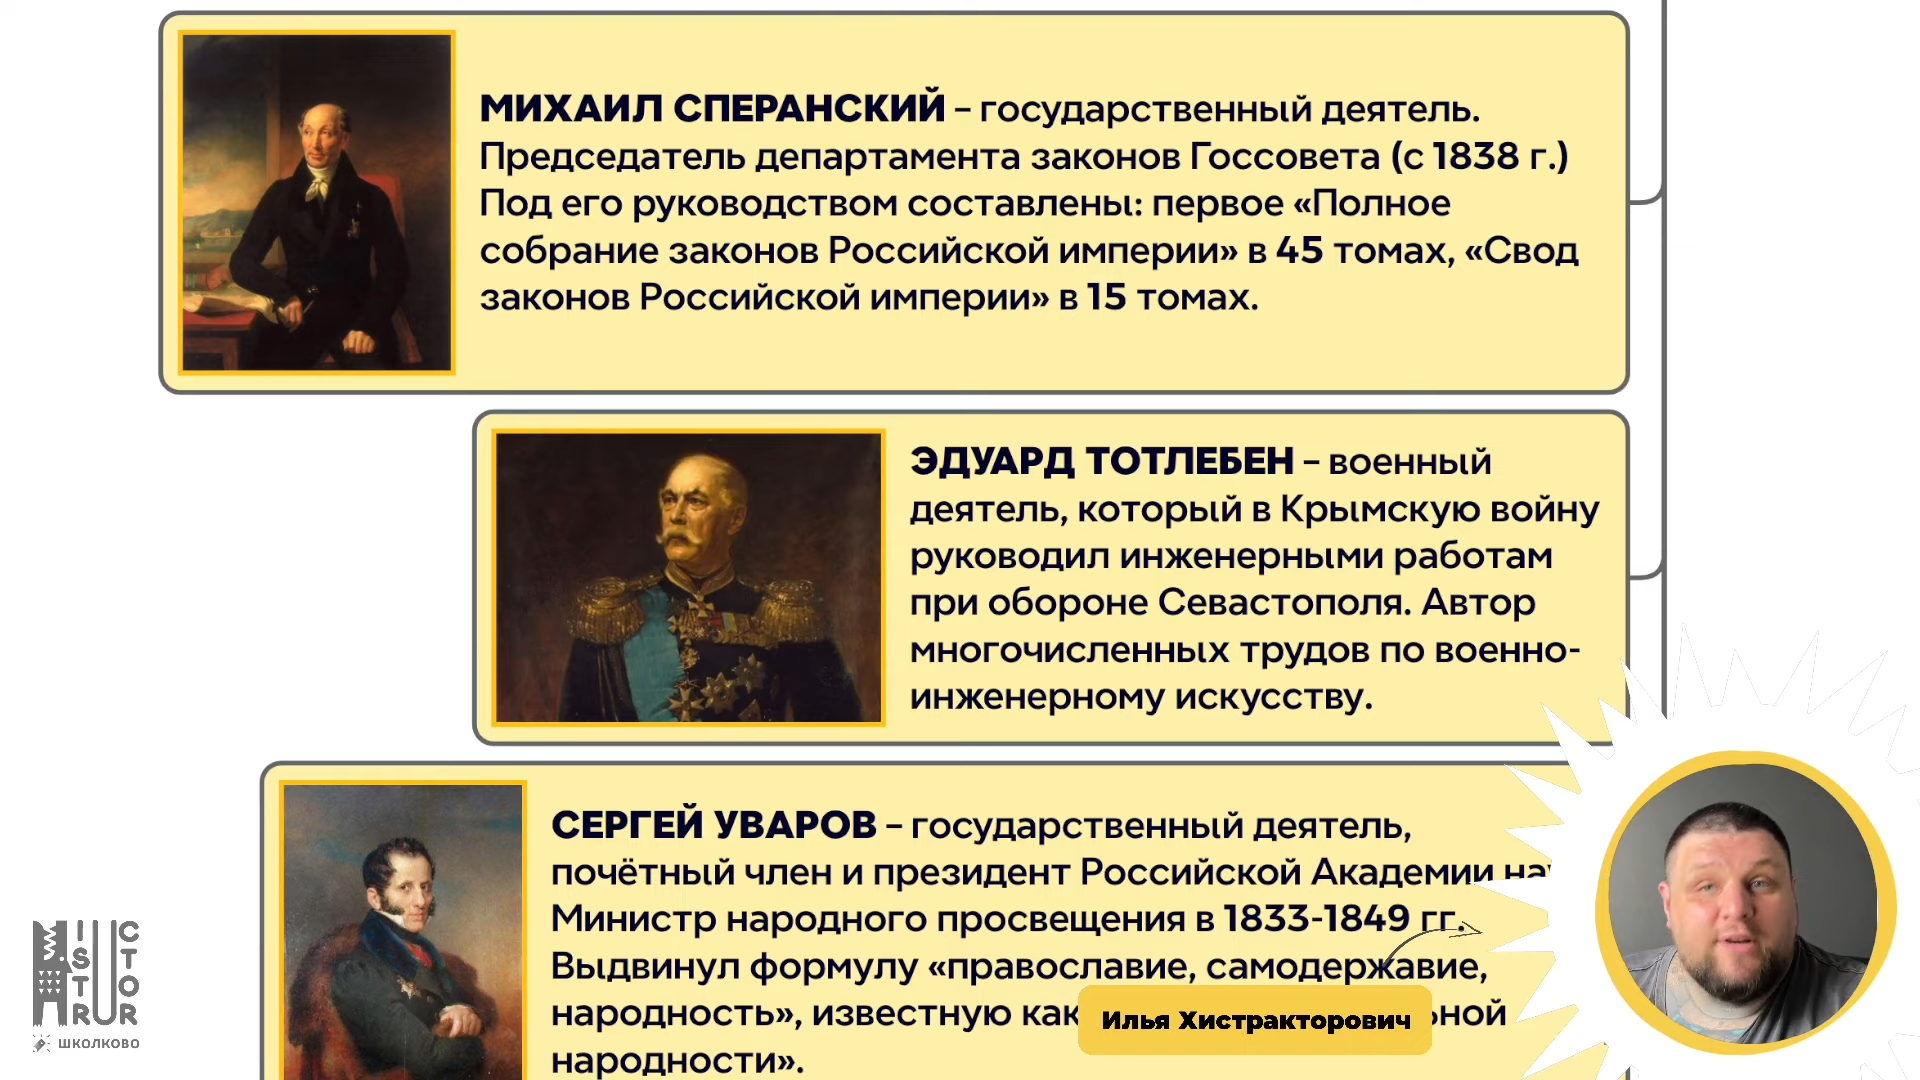 МИХАИЛ СПЕРАНСКИЙ – государственный деятель.
Председатель департамента законов Госсовета (с 1838 г.)
Под его руководством составлены: первое «Полное
собрание законов Российской империи» в 45 томах, «Свод
законов Российской империи» в 15 томах.
ЭДУАРД ТОТЛЕБЕН – военный
деятель, который в Крымскую войну
руководил инженерными работам
при обороне Севастополя. Автор
многочисленных трудов по военно-
инженерному искусству.
СЕРГЕЙ УВАРОВ – государственный деятель,
почётный член и президент Российской Академии
Министр народного просвещения в 1833-1849 гг.
Выдвинул формулу «православие, самодержавие,
народность», известную как
народности».
Илья Хистракторович
HISTRUCTOR
ШКОЛКОВО